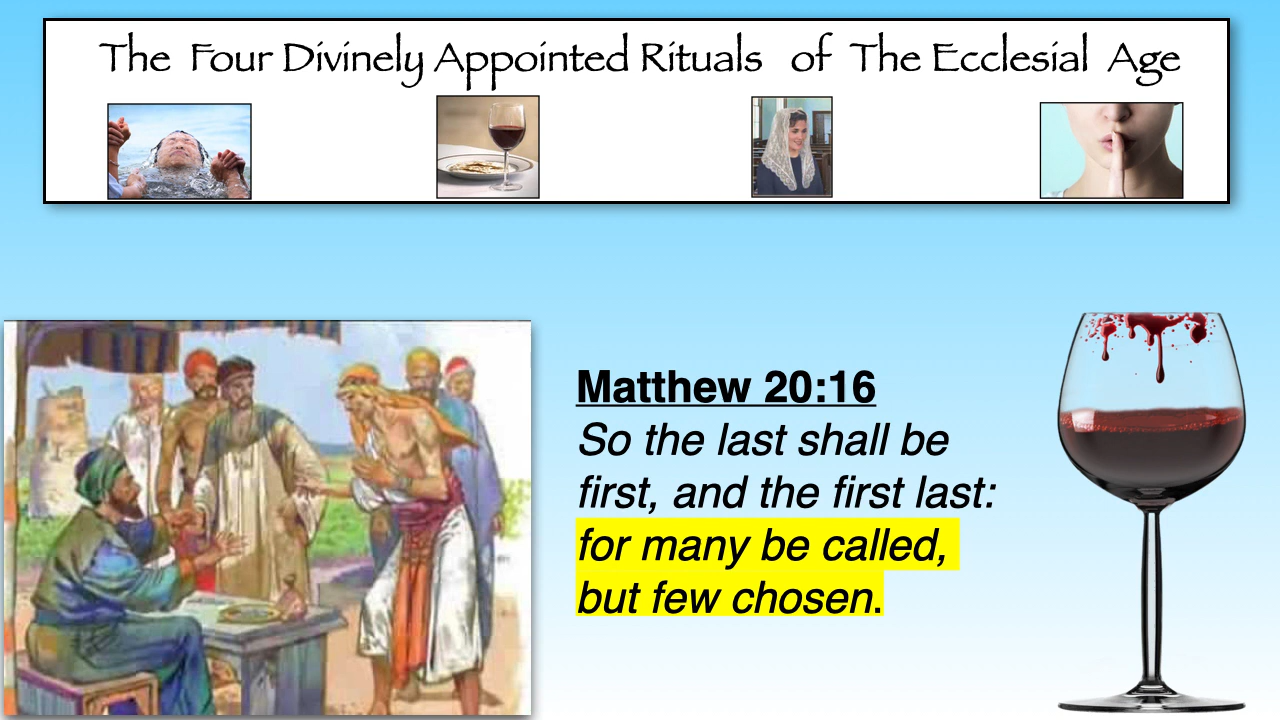 The Four Divinely Appointed Rituals of The Ecclesial Age
Matthew 20:16
So the last shall be
first, and the first last:
for many be called,
but few chosen.